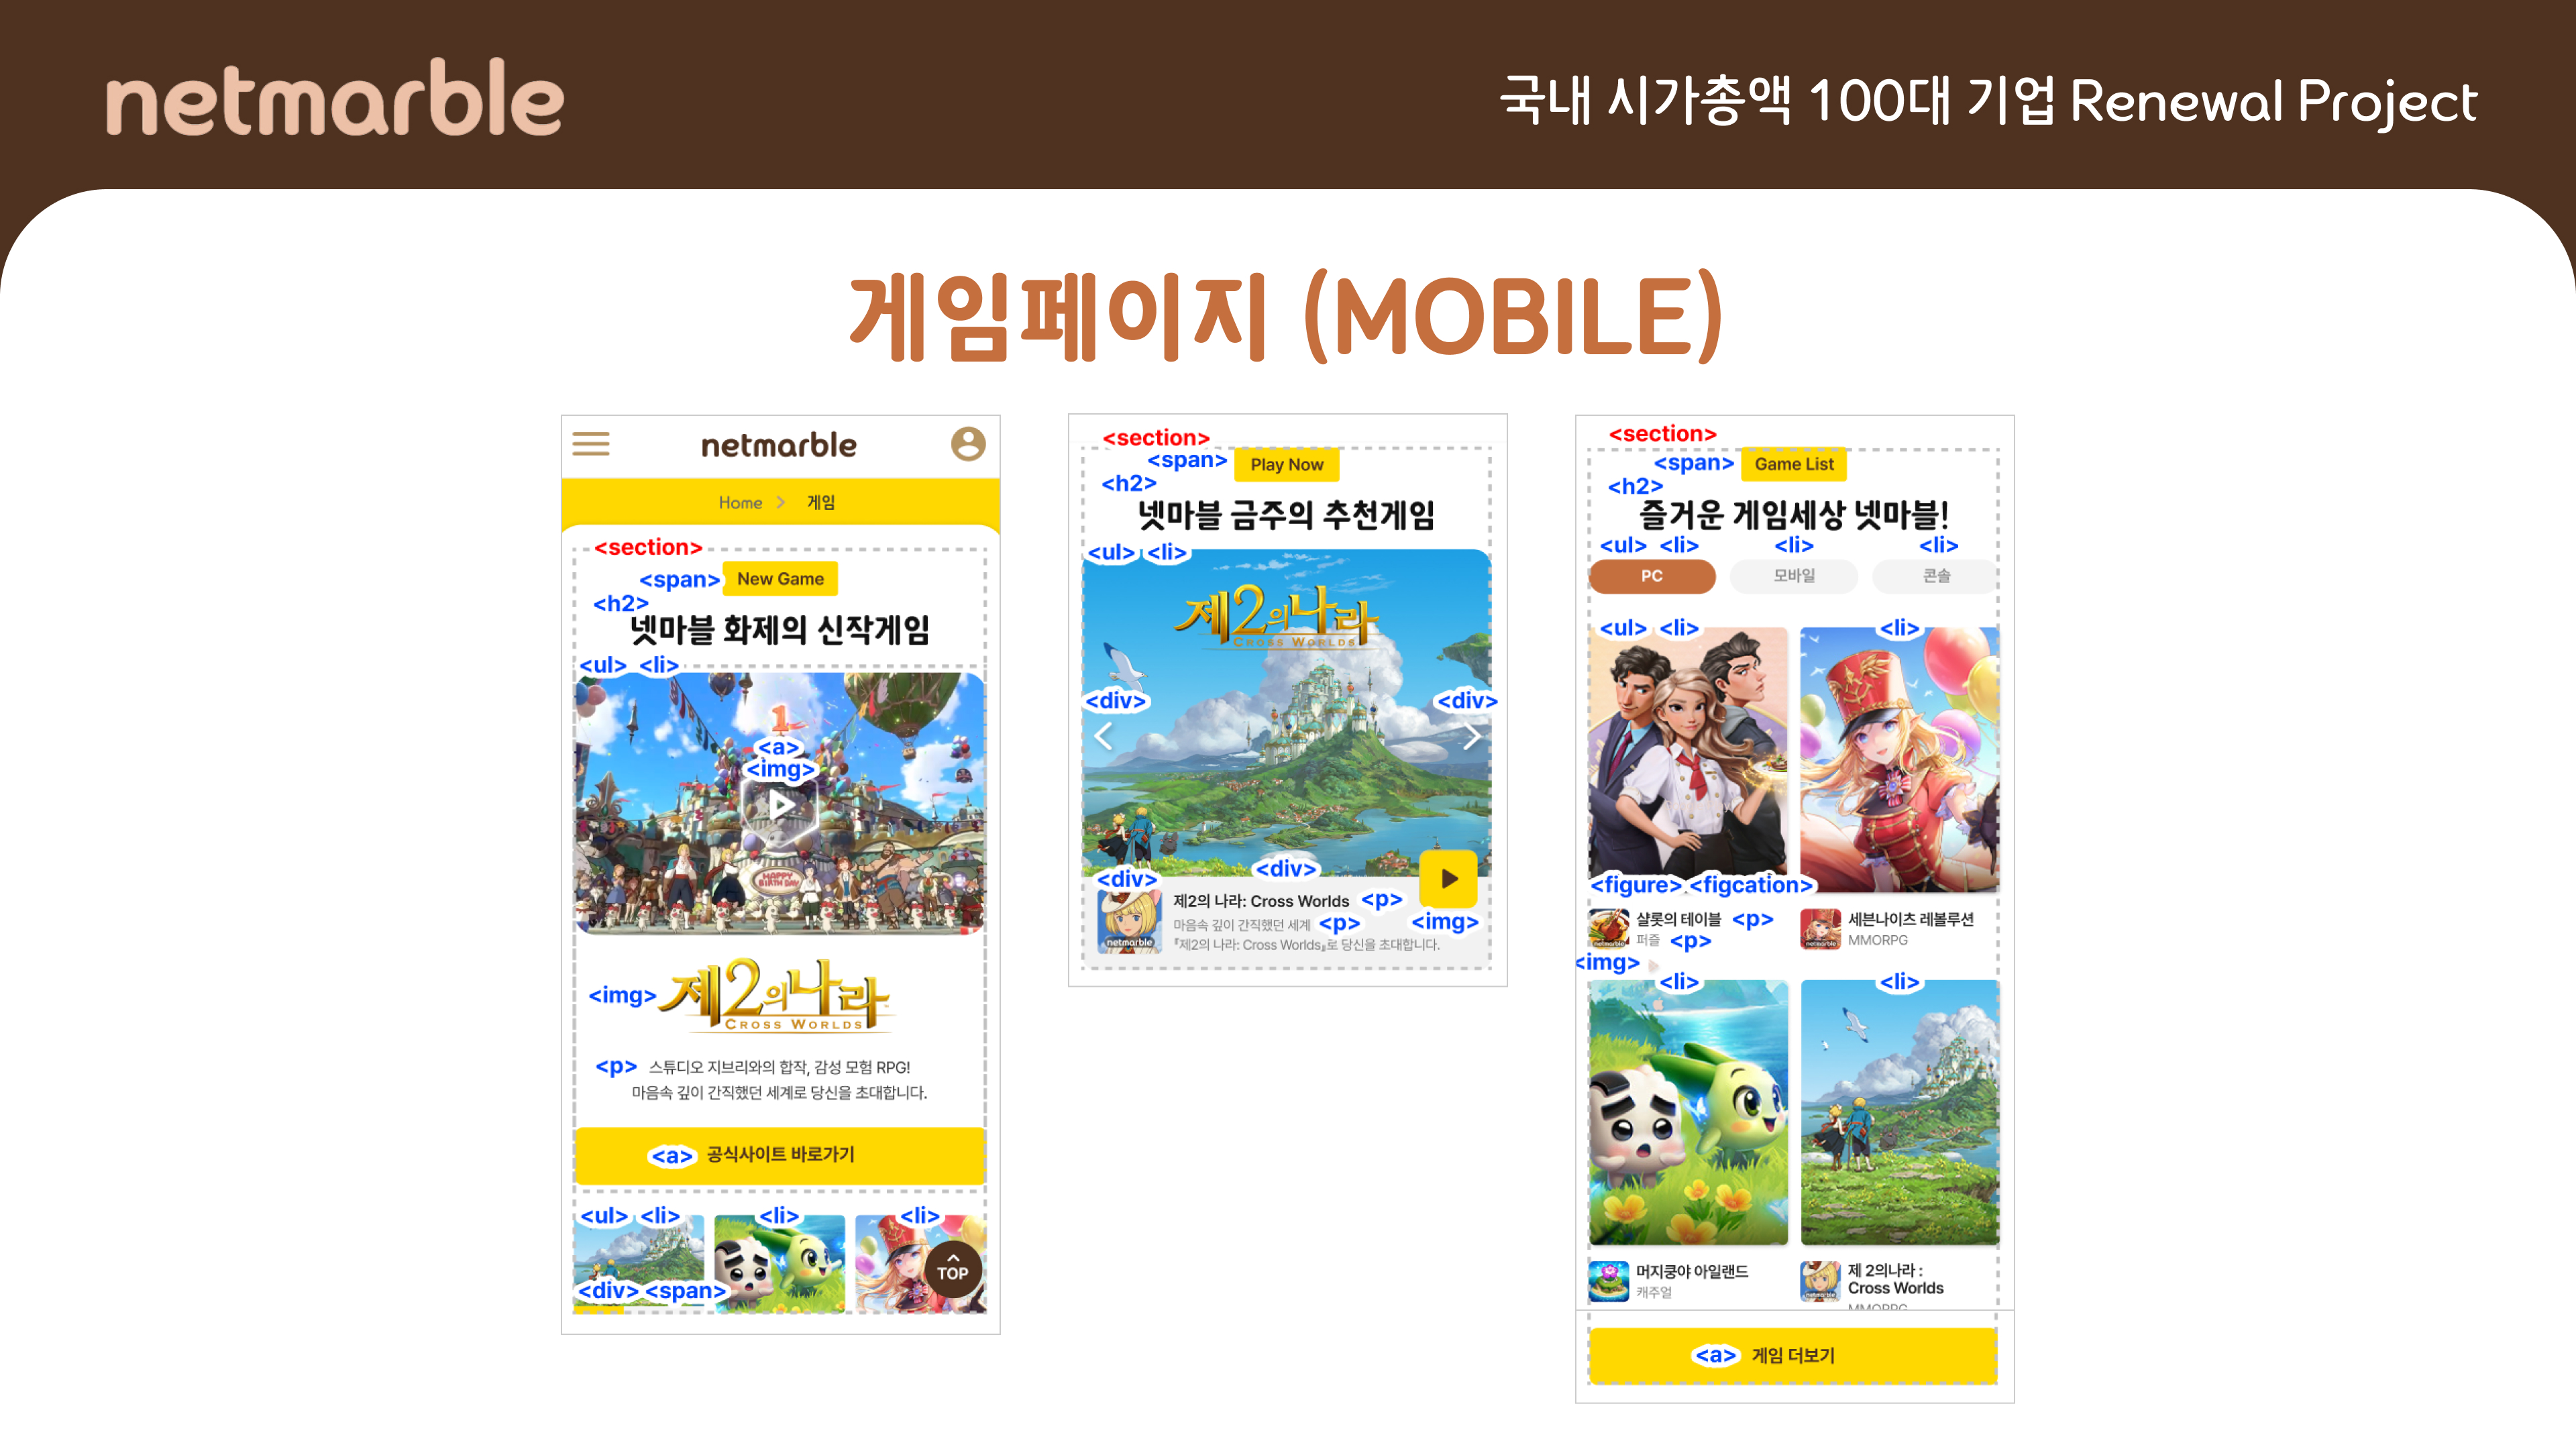 netmarble
국내 시가총액 100대 기업 Renewal Project
게임페이지 (MOBILE)
netmarble
Home > 게임
<section>
<span> New Game
<h2>
넷마블 화제의 신작게임
<ul> <li>
1
<a>
<img>
HAPPY
BIRTH DAY
<img> 제2의나라
CROSS WORLDS
<p> 스튜디오 지브리와의 합작, 감성 모험 RPG!
마음속 깊이 간직했던 세계로 당신을 초대합니다.
<a> 공식사이트 바로가기
<ul> <li> <li> <li>
TOP
<div> <span>
<section>
<span> Play Now
<h2>
넷마블 금주의 추천게임
<ul> <li>
제2의나라
CROSS WORLDS
<div> <div>
<div> <div>
제2의 나라: Cross Worlds <p>
마음속 깊이 간직했던 세계 <p> <img>
『제2의 나라: Cross Worlds』로 당신을 초대합니다.
netmarble
<section>
<span> Game List
<h2>
즐거운 게임세상 넷마블!
<ul> <li> <li> <li>
PC 모바일 콘솔
<ul> <li> <li>
<figure> <figcation>
샬롯의 테이블 <p> 세븐나이츠 레볼루션
퍼즐 <p> MMORPG
netmarble netmarble
<img>
<li> <li>
머지쿵야 아일랜드 제 2의나라 :
캐주얼 Cross Worlds
netmarble
MMORPG
<a> 게임 더보기